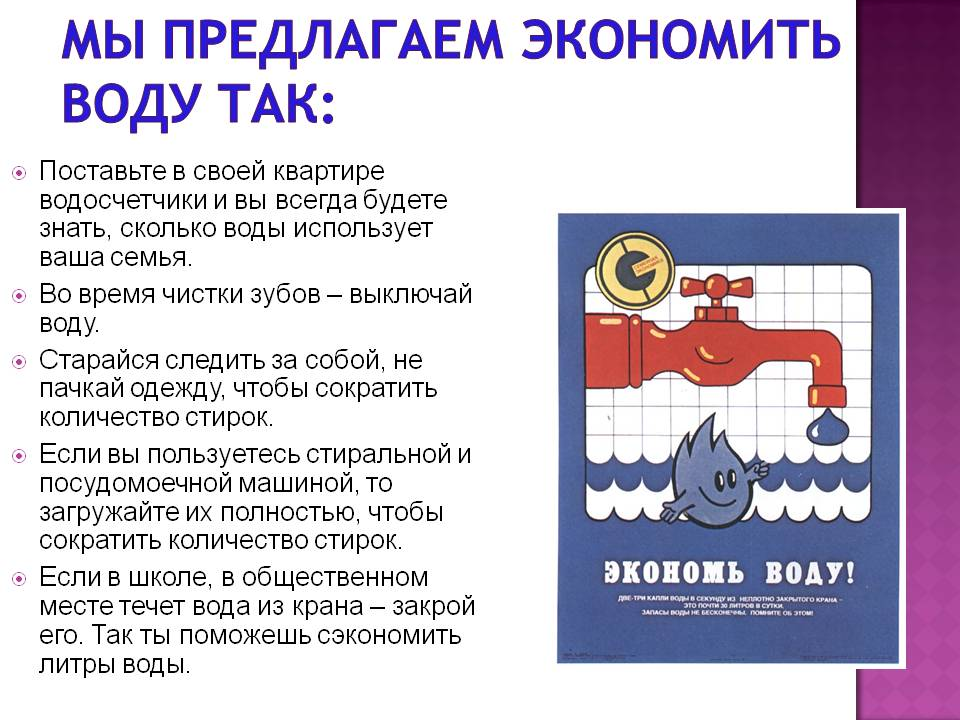 МЫ ПРЕДЛАГАЕМ ЭКОНОМИТЬ
ВОДУ ТАК:
Поставьте в своей квартире
водосчетчики и вы всегда будете
знать, сколько воды использует
ваша семья.
Во время чистки зубов – выключай
воду.
Старайся следить за собой, не
пачкай одежду, чтобы сократить
количество стирок.
Если вы пользуетесь стиральной и
посудомоечной машиной, то
загружайте их полностью, чтобы
сократить количество стирок.
Если в школе, в общественном
месте течет вода из крана – закрой
его. Так ты поможешь сэкономить
литры воды.
ЭКОНОМЬ ВОДУ!
ДВЕ-ТРИ КАПЛИ ВОДЫ В СЕКУНДУ ИЗ НЕПЛОТНО ЗАКРЫТОГО КРАНА –
ЭТО ПОЧТИ 30 ЛИТРОВ В СУТКИ.
ЗАПАСЫ ВОДЫ НЕ БЕСКОНЕЧНЫ. ПОМНИТЕ ОБ ЭТОМ!